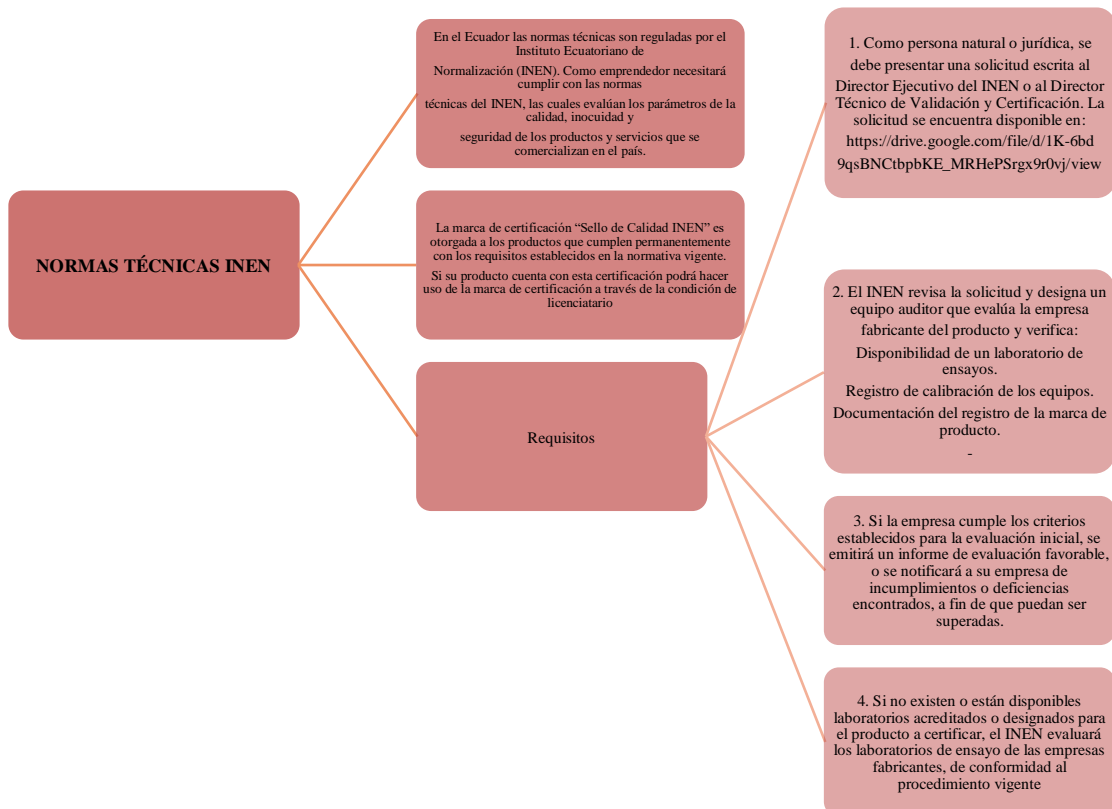 NORMAS TÉCNICAS INEN
En el Ecuador las normas técnicas son reguladas por el
Instituto Ecuatoriano de
Normalización (INEN). Como emprendedor necesitará
cumplir con las normas
técnicas del INEN, las cuales evalúan los parámetros de la
calidad, inocuidad y
seguridad de los productos y servicios que se
comercializan en el país.
La marca de certificación “Sello de Calidad INEN” es
otorgada a los productos que cumplen permanentemente
con los requisitos establecidos en la normativa vigente.
Si su producto cuenta con esta certificación podrá hacer
uso de la marca de certificación a través de la condición de
licenciatario
Requisitos
1. Como persona natural o jurídica, se
debe presentar una solicitud escrita al
Director Ejecutivo del INEN o al Director
Técnico de Validación y Certificación. La
solicitud se encuentra disponible en:
https://drive.google.com/file/d/1K-6bd
9qsBNCtbpbKE_MRHePSrgx9r0vj/view
2. El INEN revisa la solicitud y designa un
equipo auditor que evalúa la empresa
fabricante del producto y verifica:
Disponibilidad de un laboratorio de
ensayos.
Registro de calibración de los equipos.
Documentación del registro de la marca de
producto.
-
3. Si la empresa cumple los criterios
establecidos para la evaluación inicial, se
emitirá un informe de evaluación favorable,
o se notificará a su empresa de
incumplimientos o deficiencias
encontrados, a fin de que puedan ser
superadas.
4. Si no existen o están disponibles
laboratorios acreditados o designados para
el producto a certificar, el INEN evaluará
los laboratorios de ensayo de las empresas
fabricantes, de conformidad al
procedimiento vigente